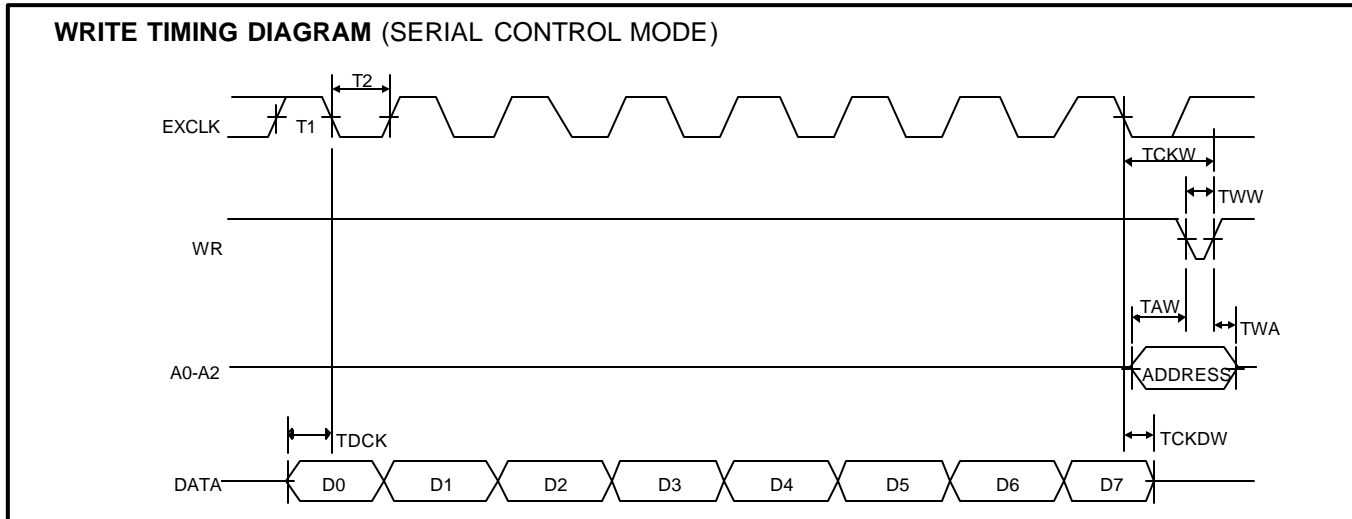 WRITE TIMING DIAGRAM (SERIAL CONTROL MODE)
T2
EXCLK
T1
TCKW
TWW
WR
TAW
TWA
A0-A2
ADDRESS
TDCK
TCKDW
DATA
D0 D1 D2 D3 D4 D5 D6 D7